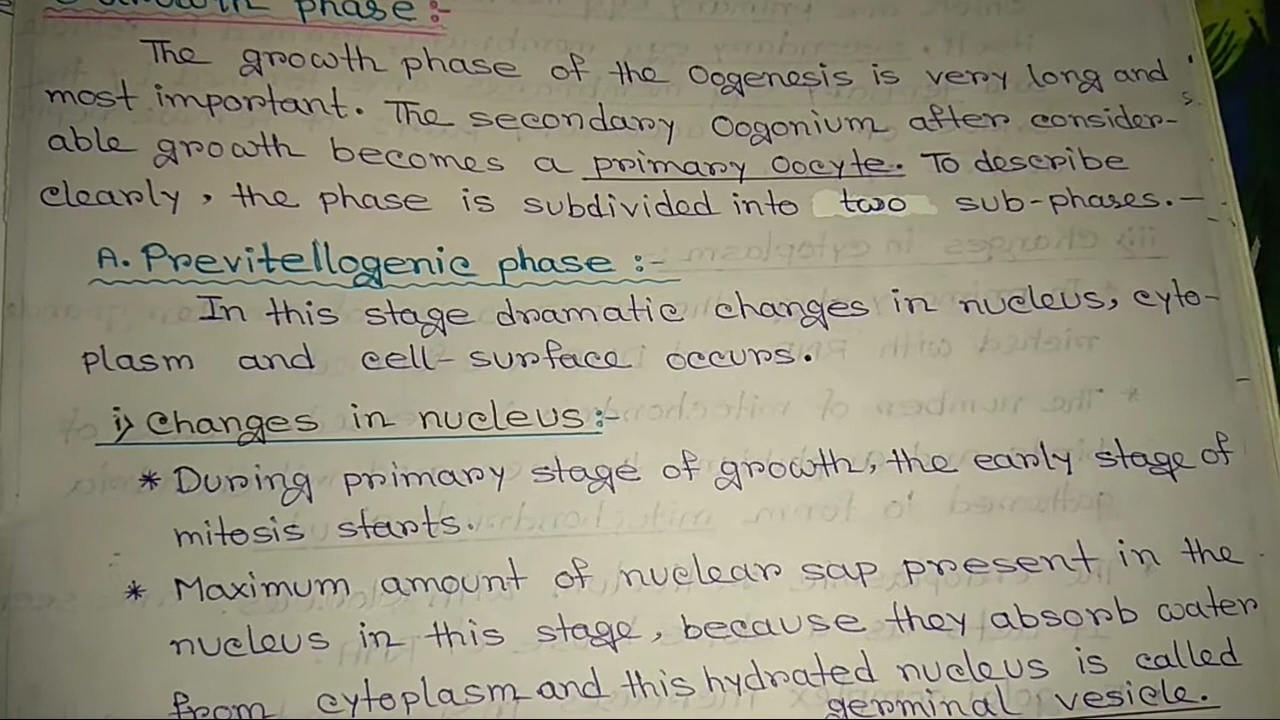 Growth phase:-
The growth phase of the Oogenesis is very long and
most important. The secondary Oogonium after consider-
able growth becomes a primary Oocyte. To describe
clearly, the phase is subdivided into two sub-phases.-
A. Previtellogenic phase :-
In this stage dramatic changes in nucleus, cyto-
plasm and cell-surface occurs.
i) Changes in nucleus:-
* During primary stage of growth, the early stage of
mitosis starts.
* Maximum amount of nuclear sap present in the
nucleus in this stage, because they absorb water
from cytoplasm and this hydrated nucleus is called
germinal vesicle.